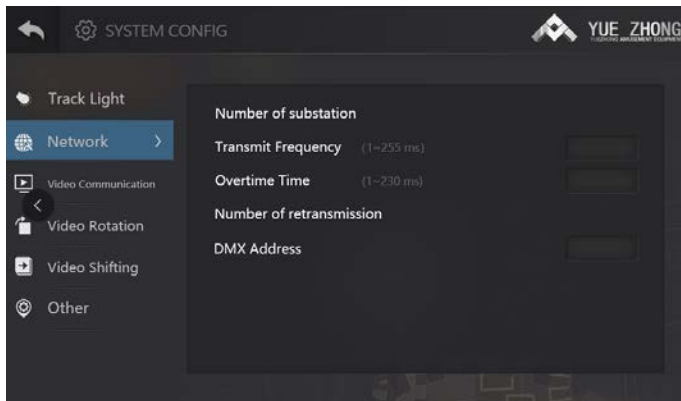 SYSTEM CONFIG
YUE_ZHONG
Track Light
Network
Video Communication
Video Rotation
Video Shifting
Other
Number of substation
Transmit Frequency (1~255 ms)
Overtime Time (1~230 ms)
Number of retransmission
DMX Address